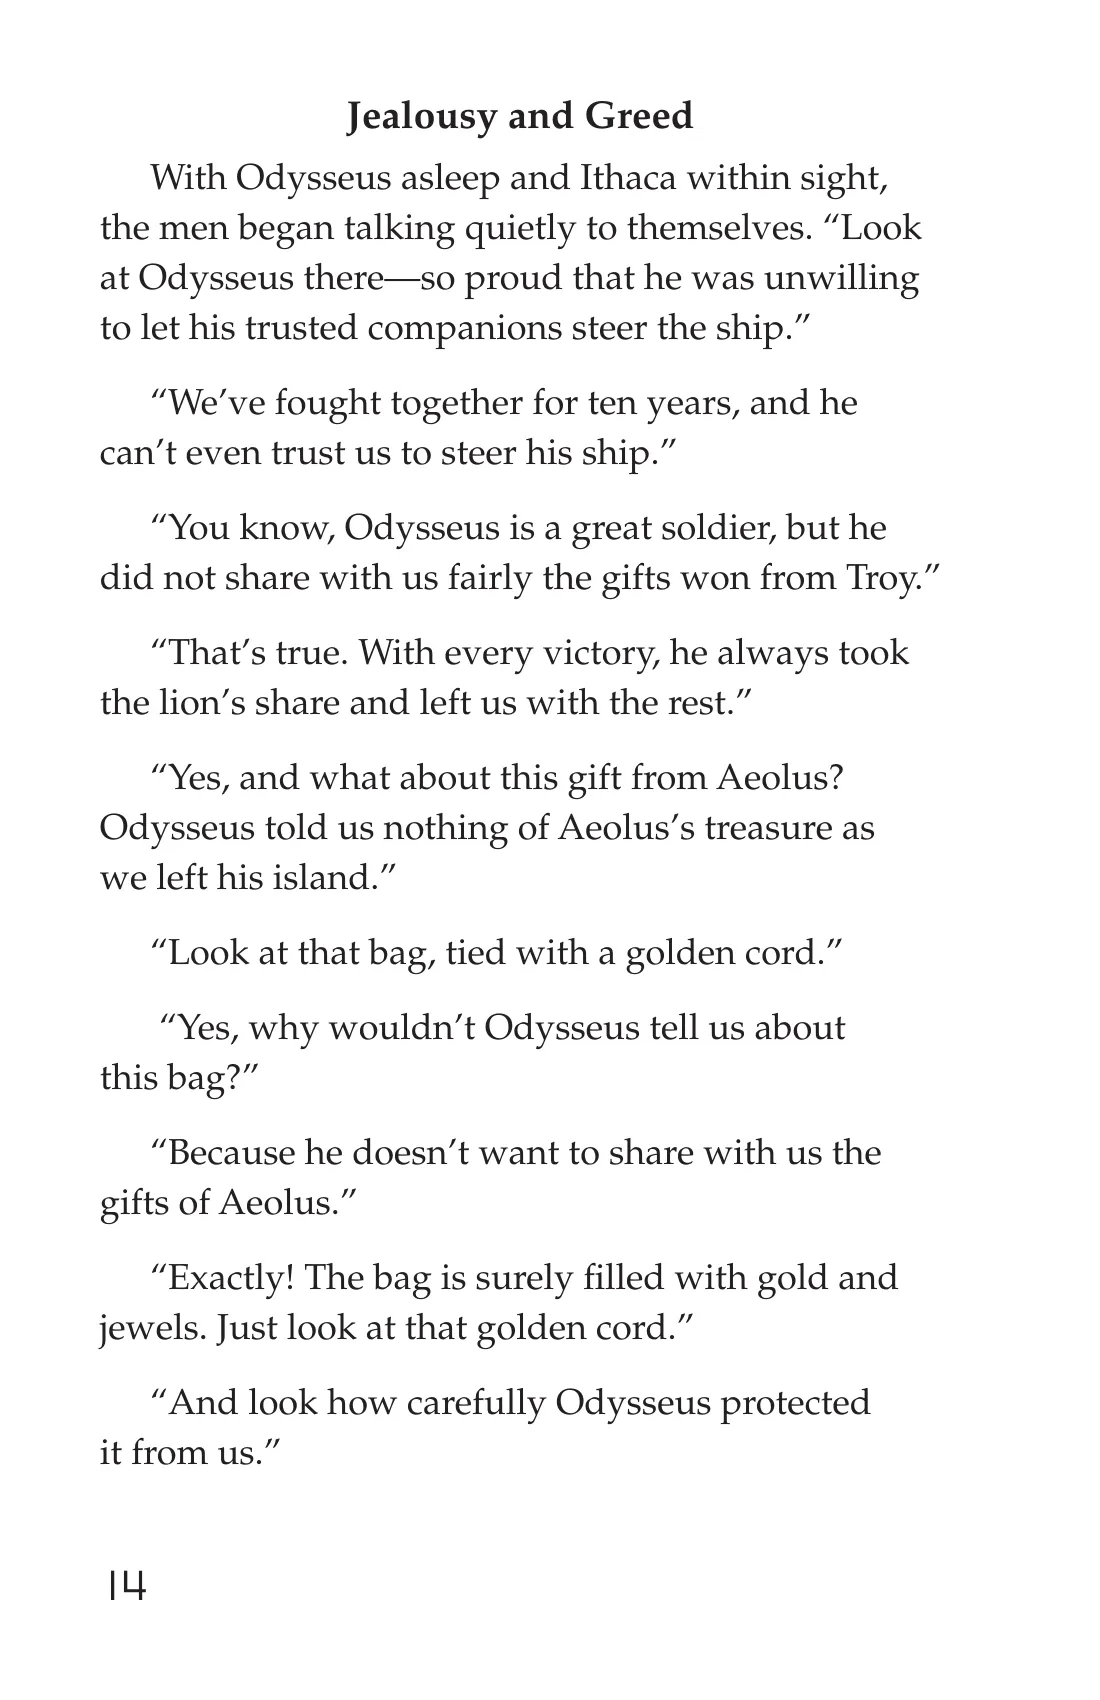 Jealousy and Greed
With Odysseus asleep and Ithaca within sight,
the men began talking quietly to themselves. “Look
at Odysseus there—so proud that he was unwilling
to let his trusted companions steer the ship.”
“We’ve fought together for ten years, and he
can’t even trust us to steer his ship.”
“You know, Odysseus is a great soldier, but he
did not share with us fairly the gifts won from Troy.”
“That’s true. With every victory, he always took
the lion’s share and left us with the rest.”
“Yes, and what about this gift from Aeolus?
Odysseus told us nothing of Aeolus’s treasure as
we left his island.”
“Look at that bag, tied with a golden cord.”
“Yes, why wouldn’t Odysseus tell us about
this bag?”
“Because he doesn’t want to share with us the
gifts of Aeolus.”
“Exactly! The bag is surely filled with gold and
jewels. Just look at that golden cord.”
“And look how carefully Odysseus protected
it from us.”
14